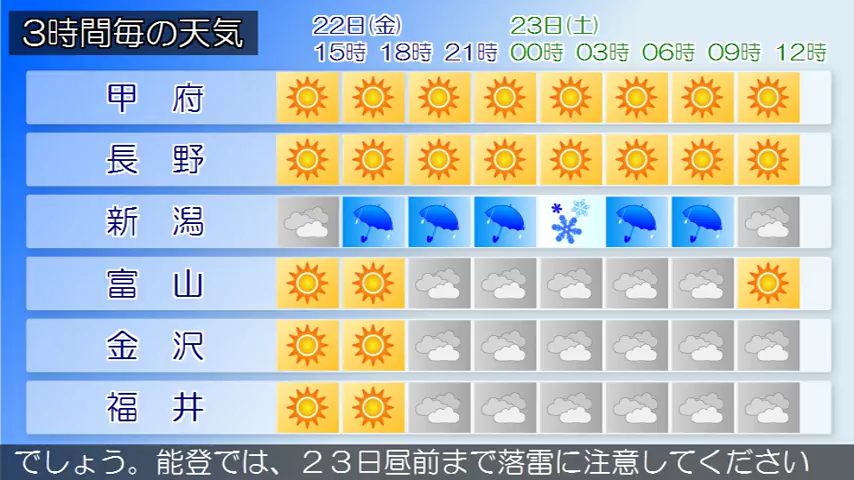 3時間毎の天気
22日(金) 23日(土)
15時 18時 21時 00時 03時 06時 09時 12時
甲 府
長 野
新 潟
富 山
金 沢
福 井
でしょう。能登では、２３日昼前まで落雷に注意してください